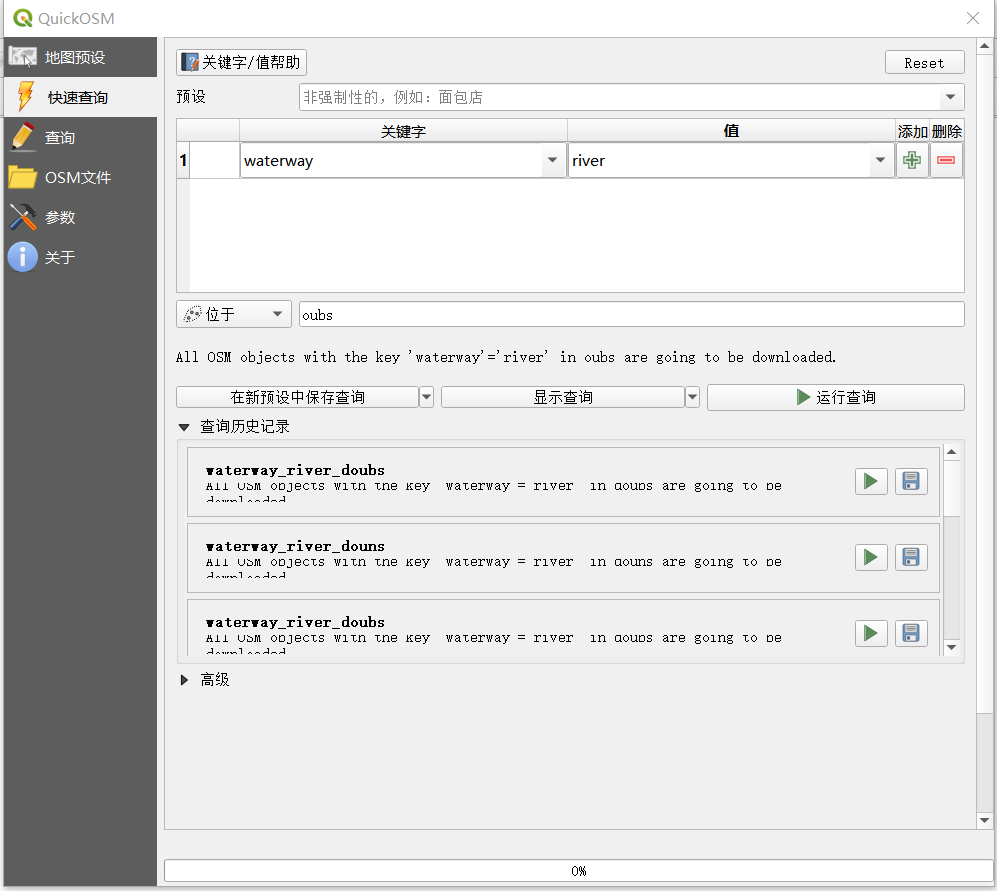 QuickOSM
地图预设
快速查询
查询
OSM文件
参数
关于
关键字/值帮助
Reset
预设
非强制性的，例如：面包店
关键字 值 添加 删除
1 waterway river
位于 oubs
All OSM objects with the key 'waterway'='river' in oubs are going to be downloaded.
在新预设中保存查询 显示查询 运行查询
查询历史记录
waterway_river_doubs
All OSM objects with the key waterway = river in doubs are going to be
downloaded
waterway_river_douns
All OSM objects with the key waterway = river in douns are going to be
downloaded
waterway_river_doubs
All OSM objects with the key waterway = river in doubs are going to be
downloaded
高级
0%